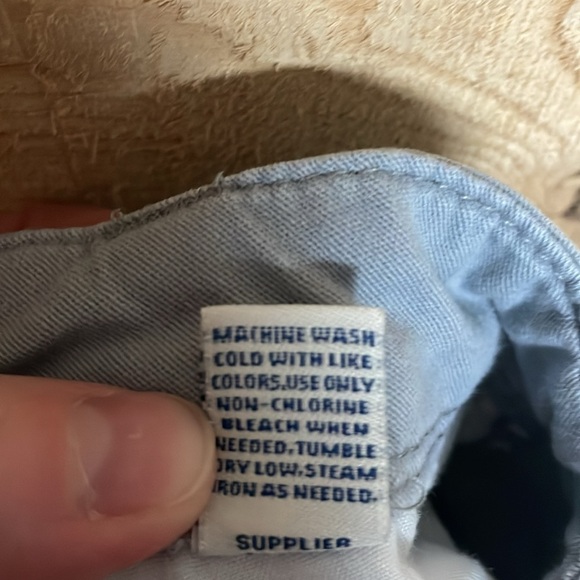 MACHINE WASH
COLD WITH LIKE
COLORS.USE ONLY
NON-CHLORINE
BLEACH WHEN
NEEDED.TUMBLE
DRY LOW.STEAM
IRON AS NEEDED.
SUPPLIER